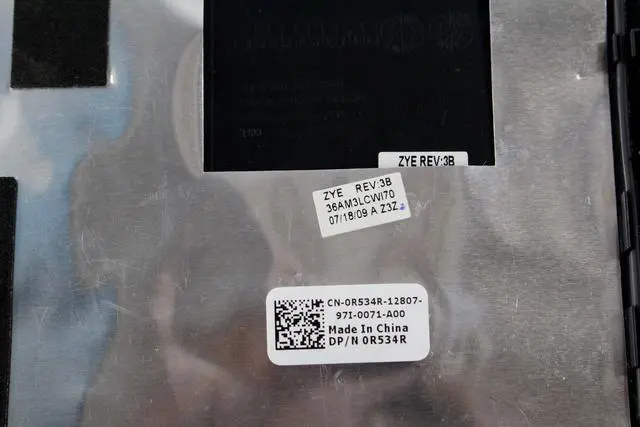 ZYE REV:3B
ZYE REV:3B
36AM3LCWI70
07/18/09 A Z3Z
CN-0R534R-12807-
97I-0071-A00
Made In China
DP/N 0R534R